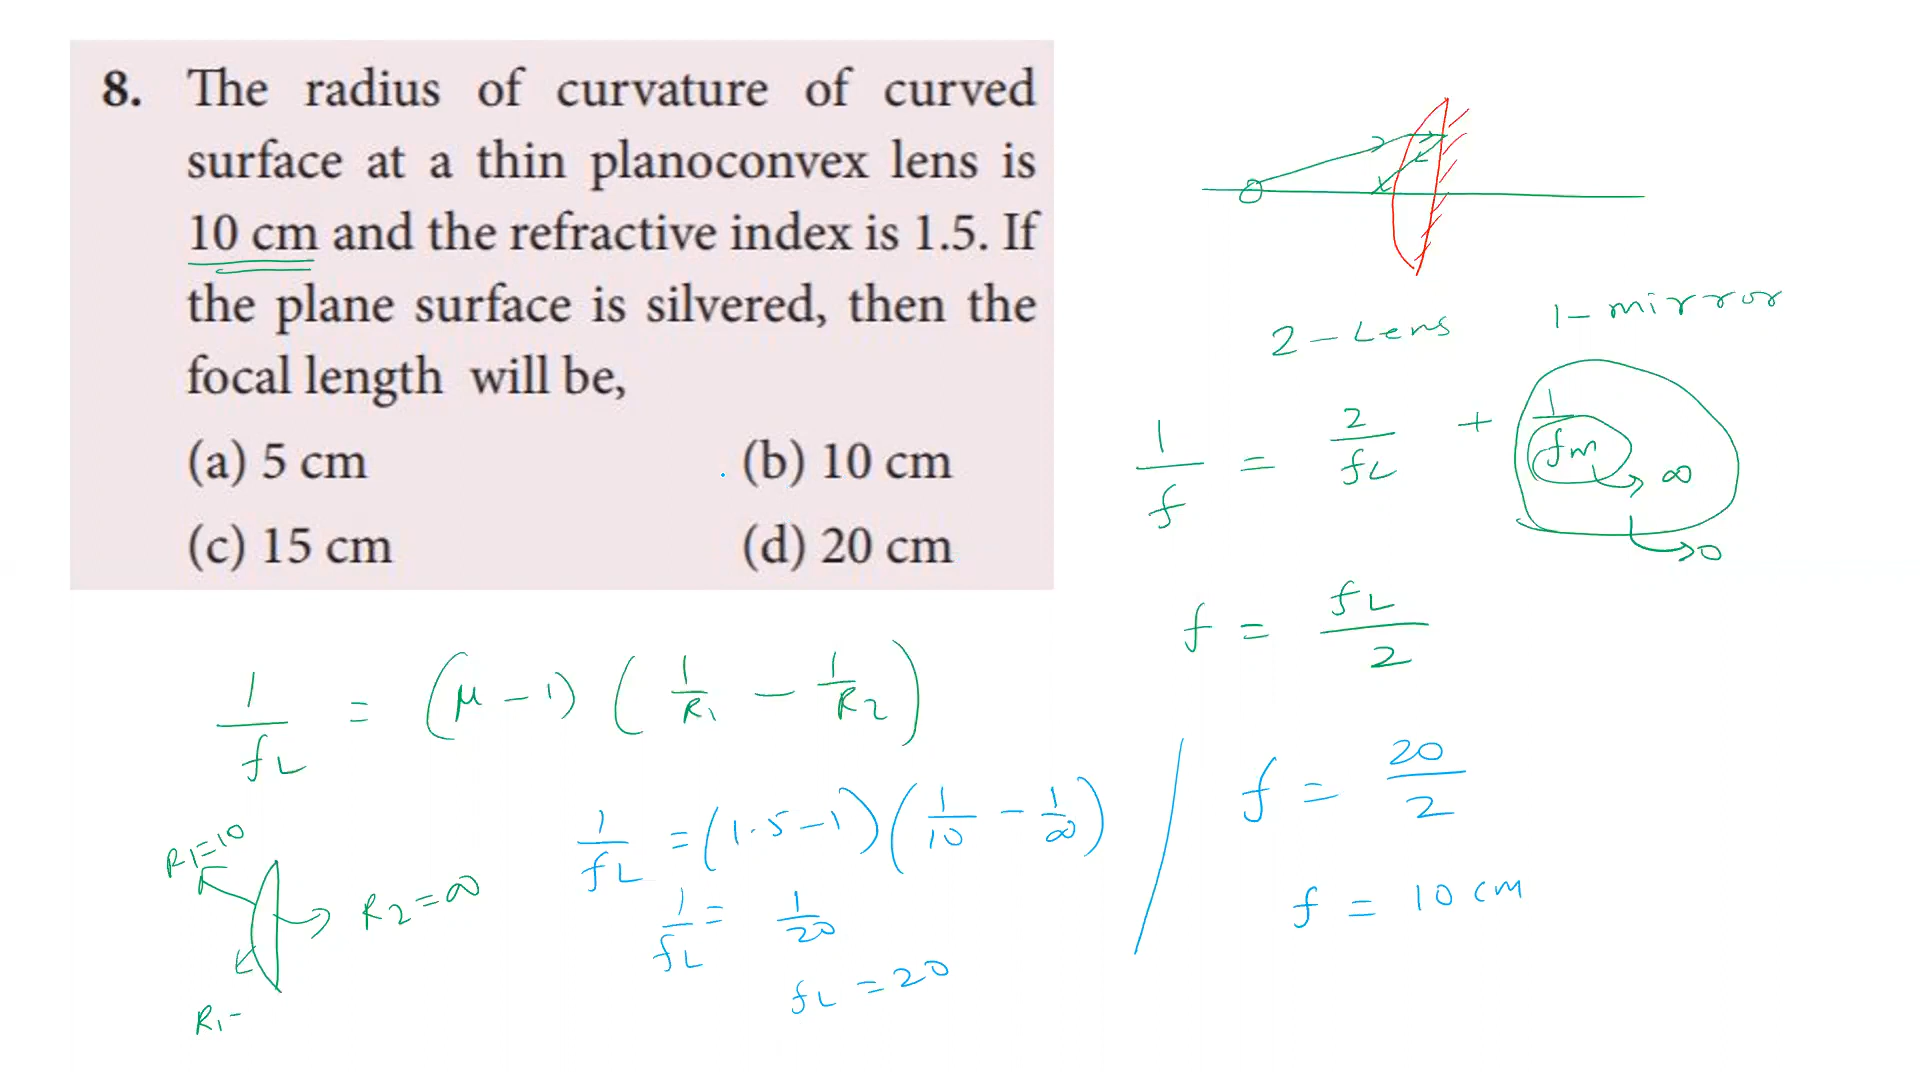 8. The radius of curvature of curved
surface at a thin planoconvex lens is
10 cm and the refractive index is 1.5. If
the plane surface is silvered, then the
focal length will be,
(a) 5 cm (b) 10 cm
(c) 15 cm (d) 20 cm
O
2 - Lens 1 - mirror
1/f = 2/fL + 1/fm → ∞
→ 0
f = fL/2
1/fL = (μ - 1) (1/R1 - 1/R2)
R1 = 10
R2 = ∞
R1 -
1/fL = (1.5 - 1) (1/10 - 1/∞)
1/fL = 1/20
fL = 20
f = 20/2
f = 10 cm